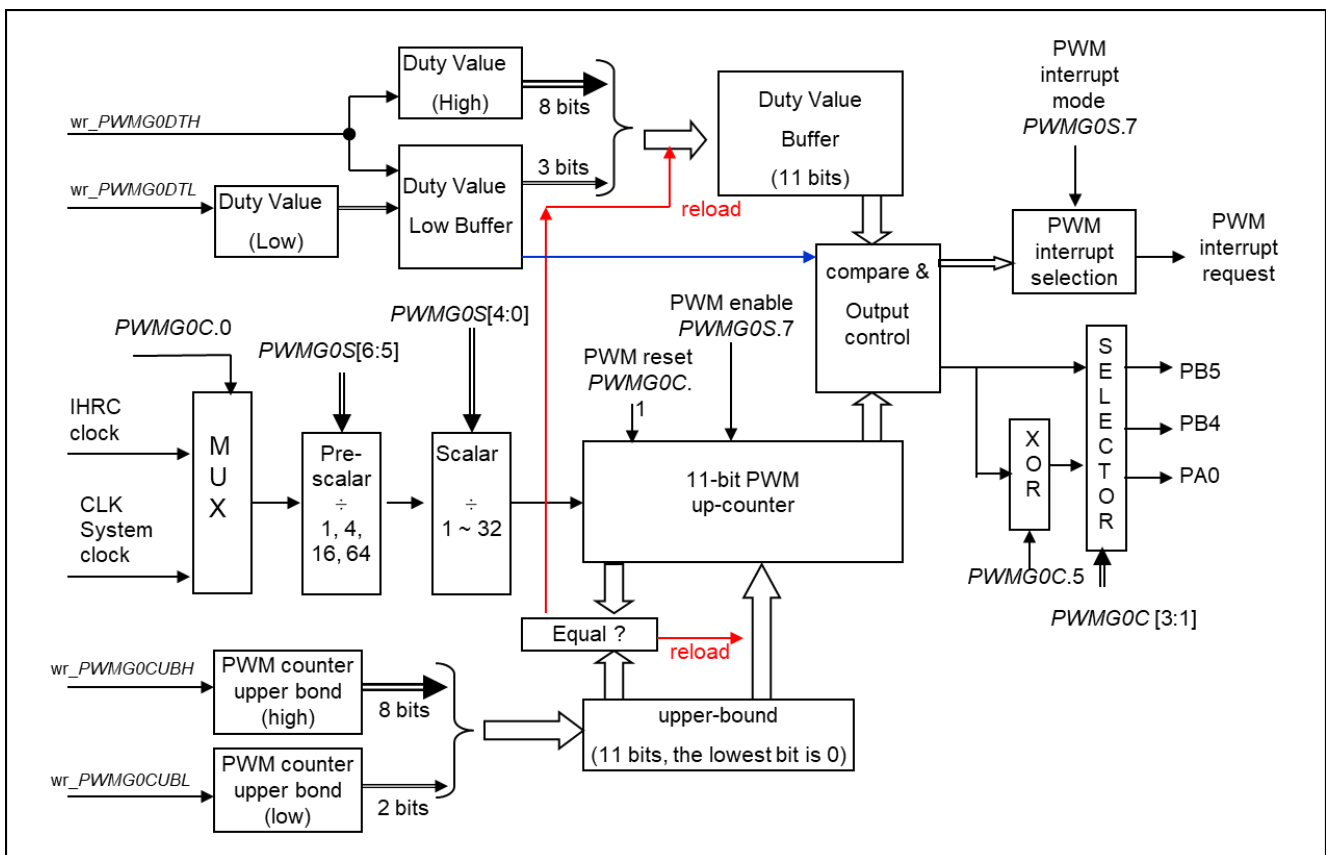 wr_PWMG0DTH
wr_PWMG0DTL
Duty Value
(High)
8 bits
Duty Value
(Low)
Duty Value
Low Buffer
3 bits
reload
Duty Value
Buffer
(11 bits)
PWM
interrupt
mode
PWMG0S.7
PWM
interrupt
selection
PWM
interrupt
request
compare &
Output
control
PWMG0C.0
PWMG0S[6:5]
PWMG0S[4:0]
PWM enable
PWMG0S.7
PWM reset
PWMG0C.
1
IHRC
clock
CLK
System
clock
MUX
Pre-
scalar
÷
1, 4,
16, 64
Scalar
÷
1 ~ 32
11-bit PWM
up-counter
XOR
SELECTOR
PB5
PB4
PA0
PWMG0C.5
PWMG0C [3:1]
Equal ?
reload
wr_PWMG0CUBH
PWM counter
upper bond
(high)
8 bits
wr_PWMG0CUBL
PWM counter
upper bond
(low)
2 bits
upper-bound
(11 bits, the lowest bit is 0)